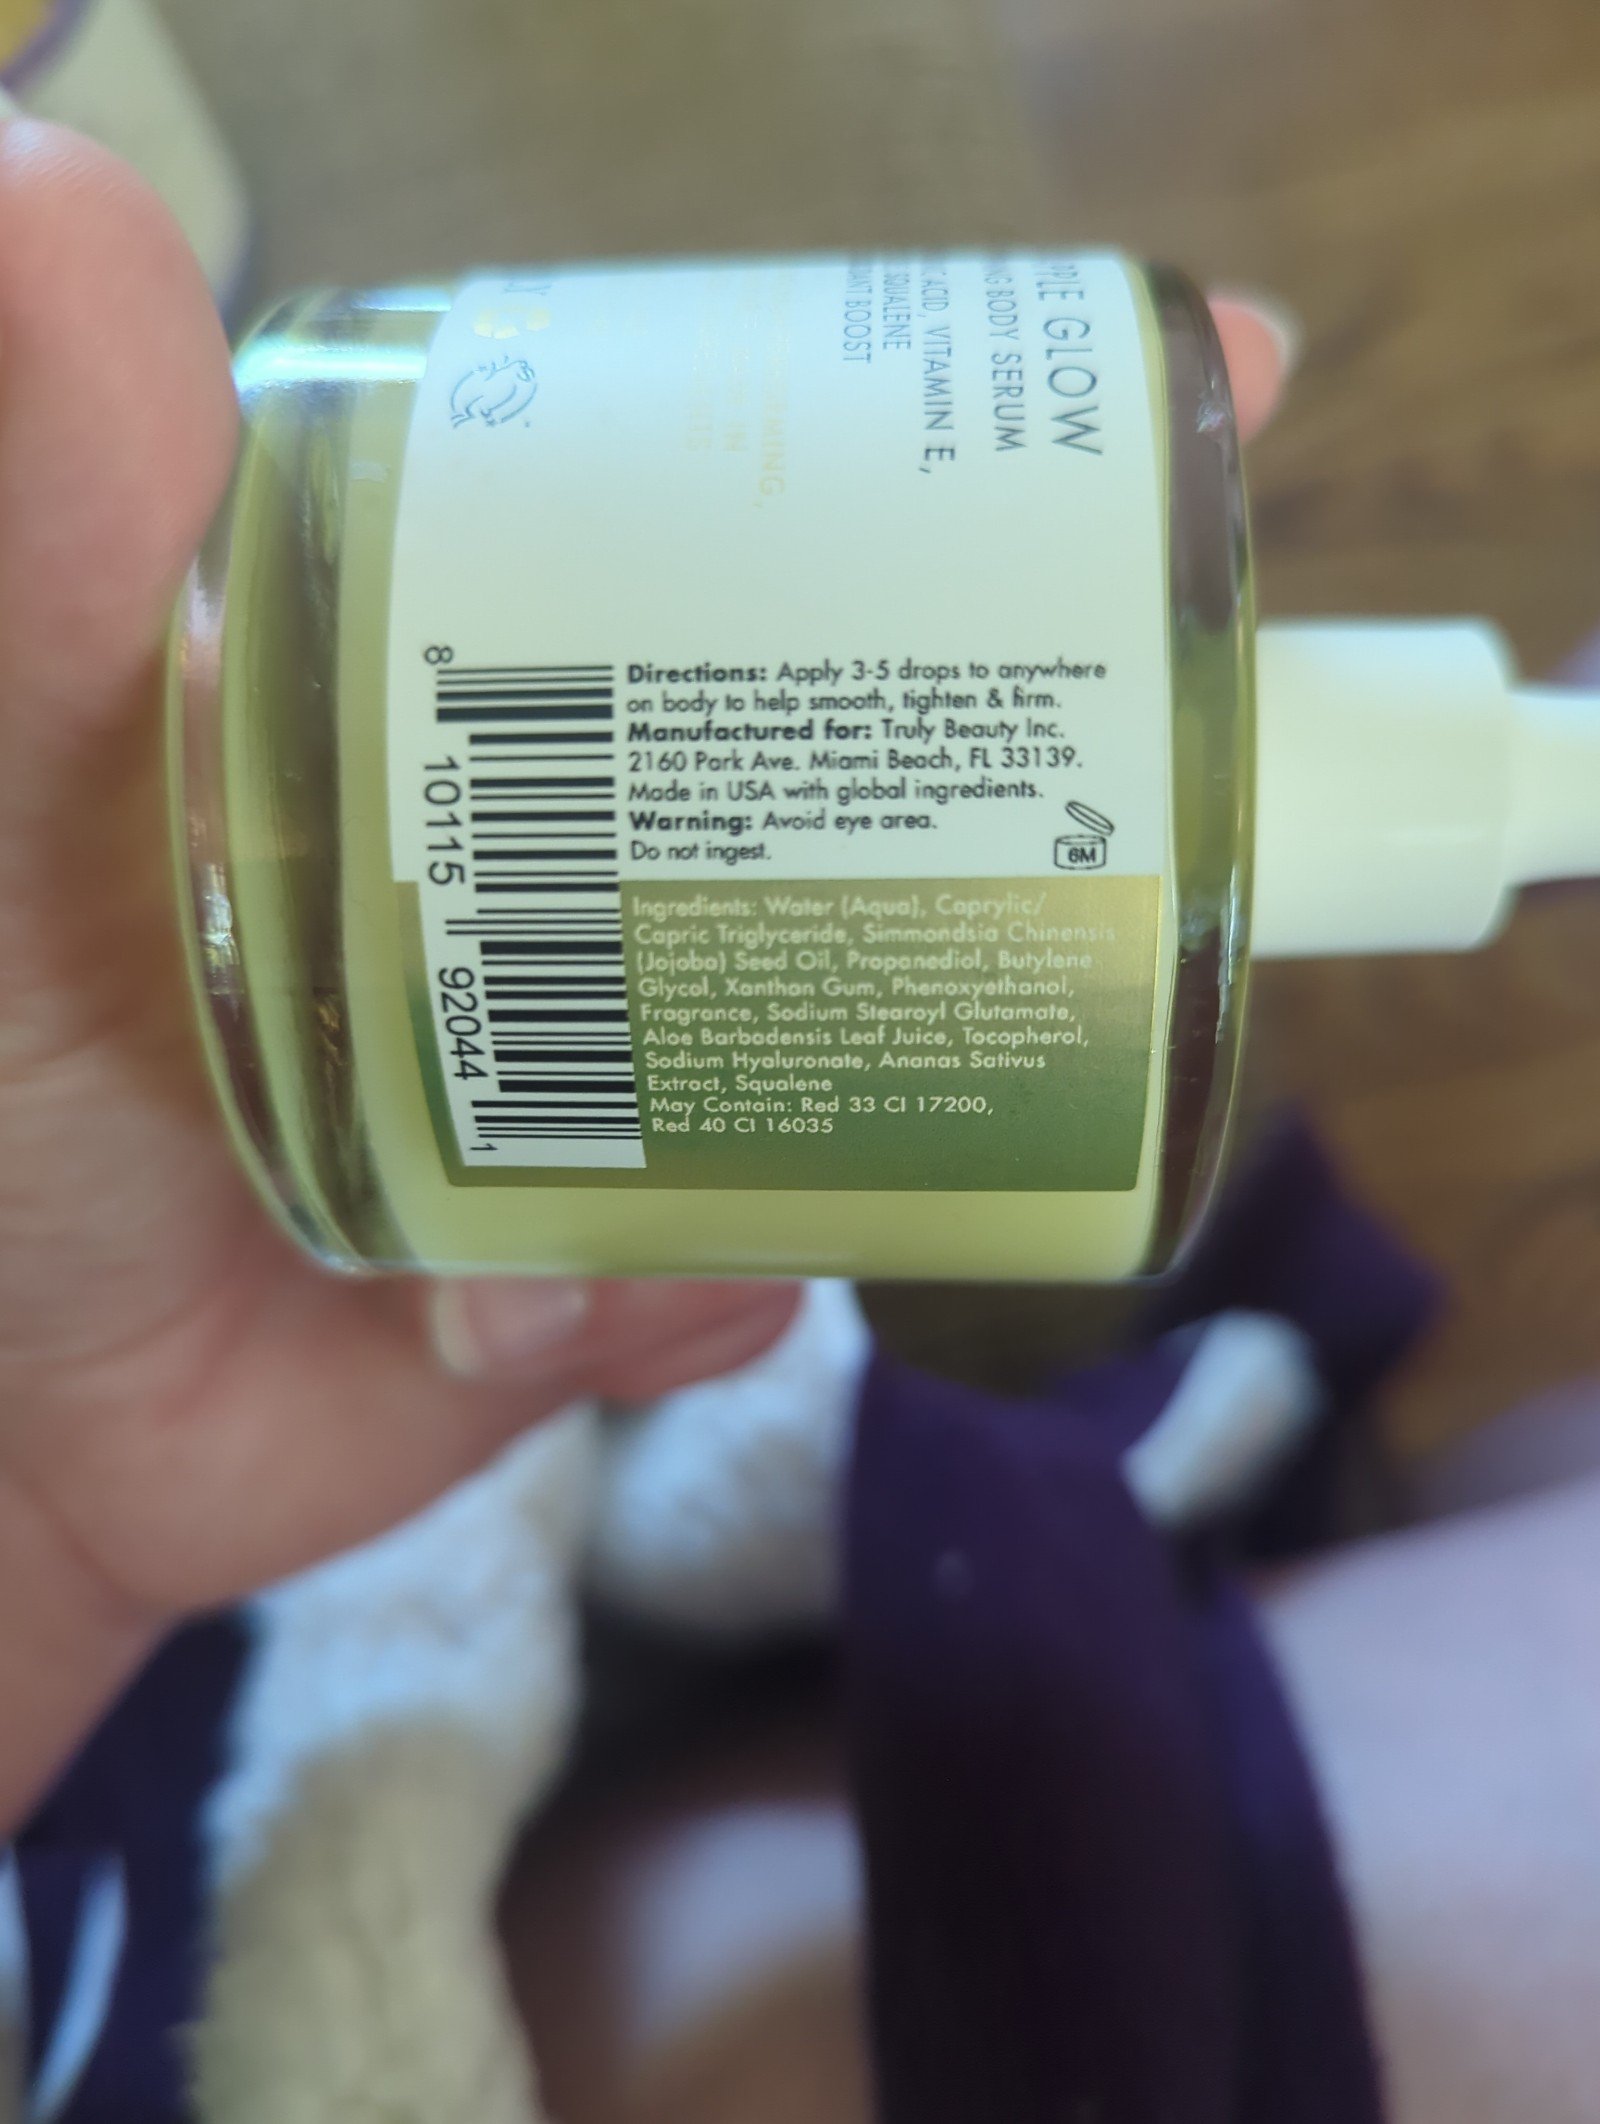 PPLE GLOW
NG BODY SERUM
C ACID, VITAMIN E,
SQUALENE
BOOST
Directions: Apply 3-5 drops to anywhere
on body to help smooth, tighten & firm.
Manufactured for: Truly Beauty Inc.
2160 Park Ave. Miami Beach, FL 33139.
Made in USA with global ingredients.
Warning: Avoid eye area.
Do not ingest.
6M
Ingredients: Water (Aqua), Caprylic/
Capric Triglyceride, Simmondsia Chinensis
(Jojoba) Seed Oil, Propanediol, Butylene
Glycol, Xanthan Gum, Phenoxyethanol,
Fragrance, Sodium Stearoyl Glutamate,
Aloe Barbadensis Leaf Juice, Tocopherol,
Sodium Hyaluronate, Ananas Sativus
Extract, Squalene
May Contain: Red 33 CI 17200,
Red 40 CI 16035
8 10115 92044 1